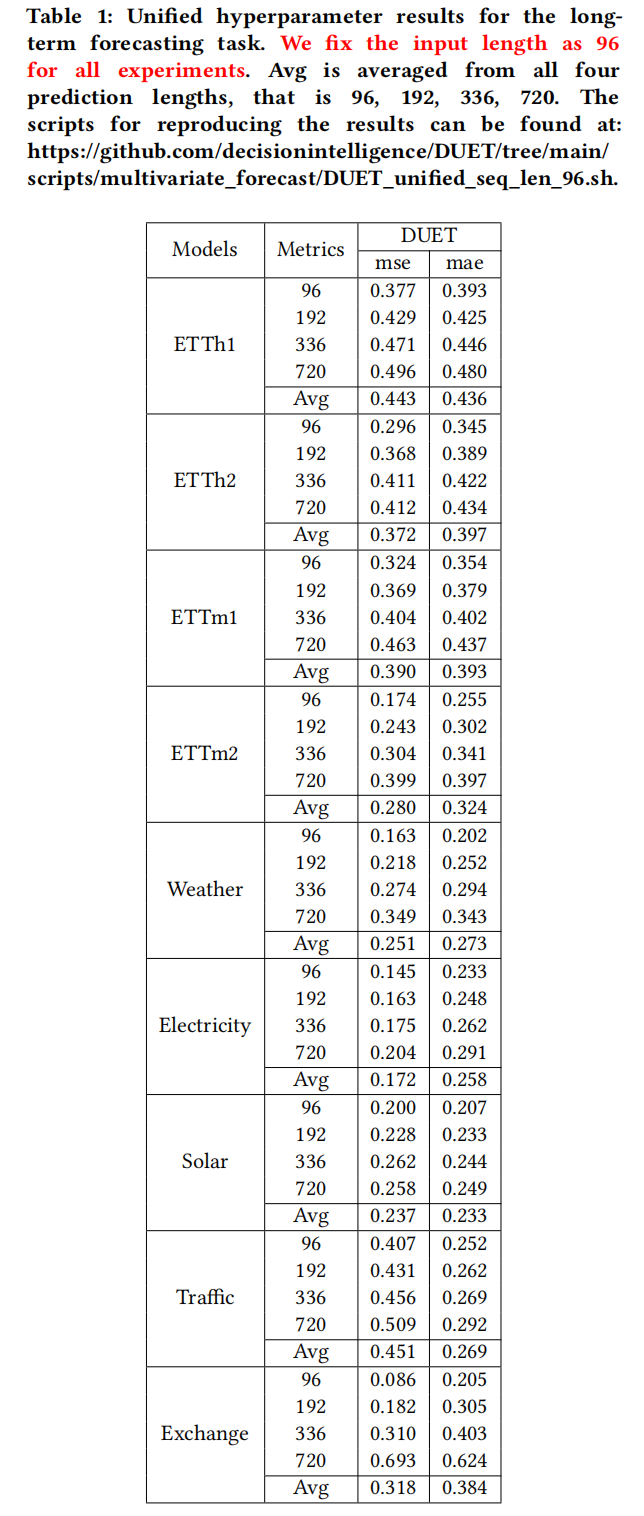 Table 1: Unified hyperparameter results for the long-
term forecasting task. We fix the input length as 96
for all experiments. Avg is averaged from all four
prediction lengths, that is 96, 192, 336, 720. The
scripts for reproducing the results can be found at:
https://github.com/decisionintelligence/DUET/tree/main/
scripts/multivariate_forecast/DUET_unified_seq_len_96.sh.
Models Metrics DUET
mse mae
ETTh1
96 0.377 0.393
192 0.429 0.425
336 0.471 0.446
720 0.496 0.480
Avg 0.443 0.436
ETTh2
96 0.296 0.345
192 0.368 0.389
336 0.411 0.422
720 0.412 0.434
Avg 0.372 0.397
ETTm1
96 0.324 0.354
192 0.369 0.379
336 0.404 0.402
720 0.463 0.437
Avg 0.390 0.393
ETTm2
96 0.174 0.255
192 0.243 0.302
336 0.304 0.341
720 0.399 0.397
Avg 0.280 0.324
Weather
96 0.163 0.202
192 0.218 0.252
336 0.274 0.294
720 0.349 0.343
Avg 0.251 0.273
Electricity
96 0.145 0.233
192 0.163 0.248
336 0.175 0.262
720 0.204 0.291
Avg 0.172 0.258
Solar
96 0.200 0.207
192 0.228 0.233
336 0.262 0.244
720 0.258 0.249
Avg 0.237 0.233
Traffic
96 0.407 0.252
192 0.431 0.262
336 0.456 0.269
720 0.509 0.292
Avg 0.451 0.269
Exchange
96 0.086 0.205
192 0.182 0.305
336 0.310 0.403
720 0.693 0.624
Avg 0.318 0.384